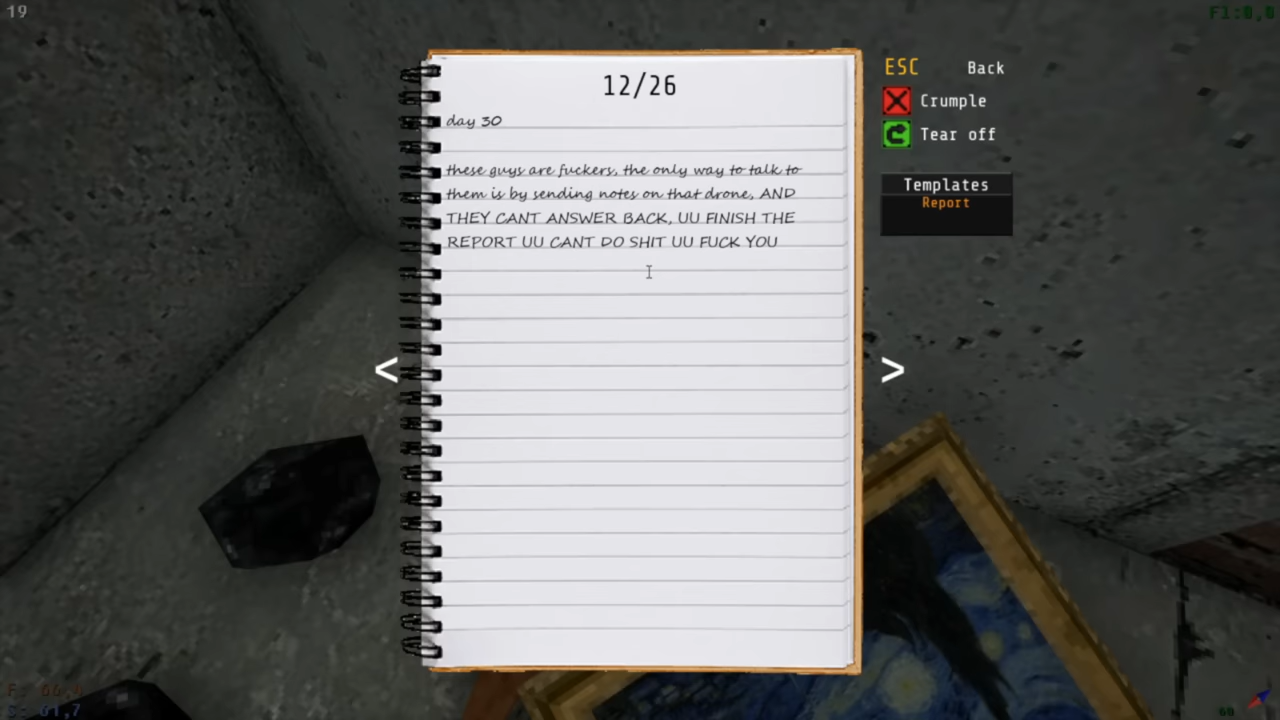 19
12/26
ESC Back
Crumple
Tear off
Templates
Report
day 30
these guys are fuckers, the only way to talk to
them is by sending notes on that drone, AND
THEY CANT ANSWER BACK, UU FINISH THE
REPORT UU CANT DO SHIT UU FUCK YOU
<
>
60